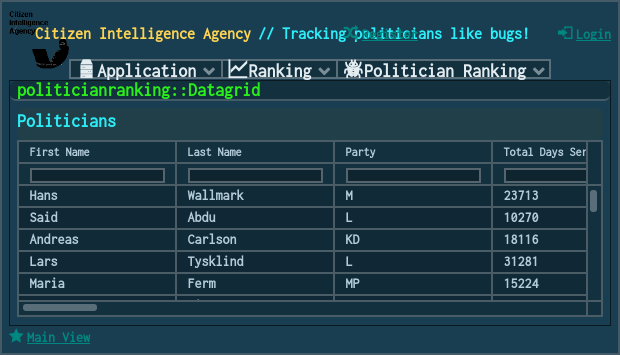 Citizen
Intelligence
Agency
Citizen Intelligence Agency // Tracking politicians like bugs!
Login
Application Ranking Politician Ranking
politicianranking::Datagrid
Politicians
First Name Last Name Party Total Days Ser
Hans Wallmark M 23713
Said Abdu L 10270
Andreas Carlson KD 18116
Lars Tysklind L 31281
Maria Ferm MP 15224
Main View